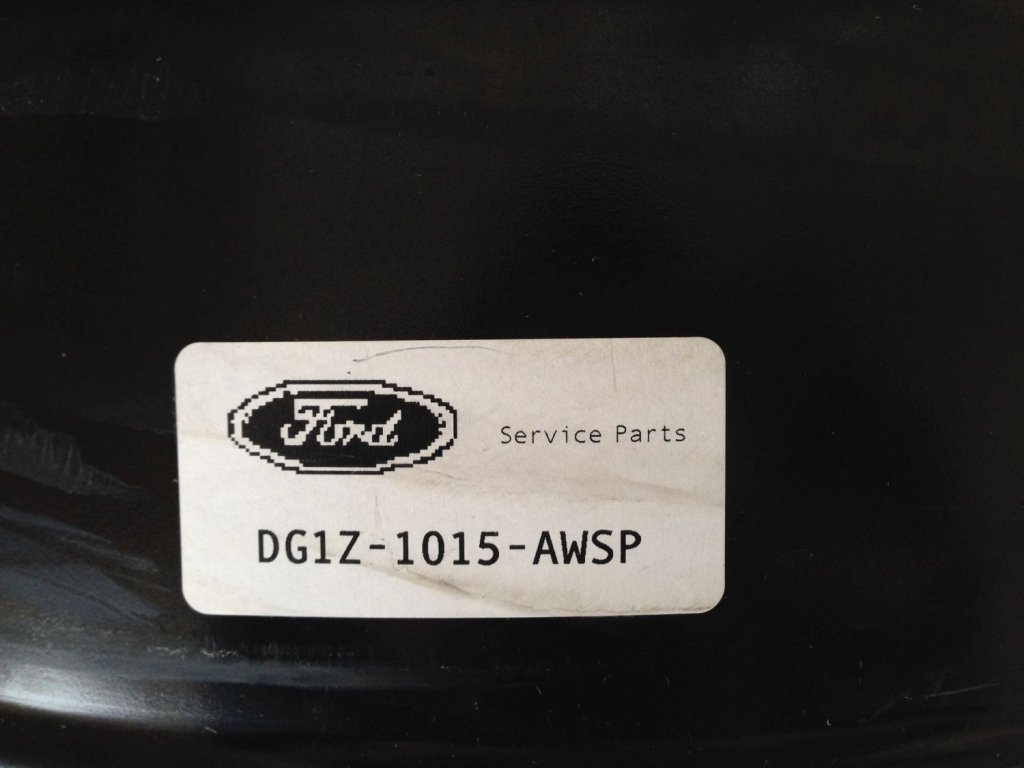 Ford
Service Parts
DG1Z-1015-AWSP